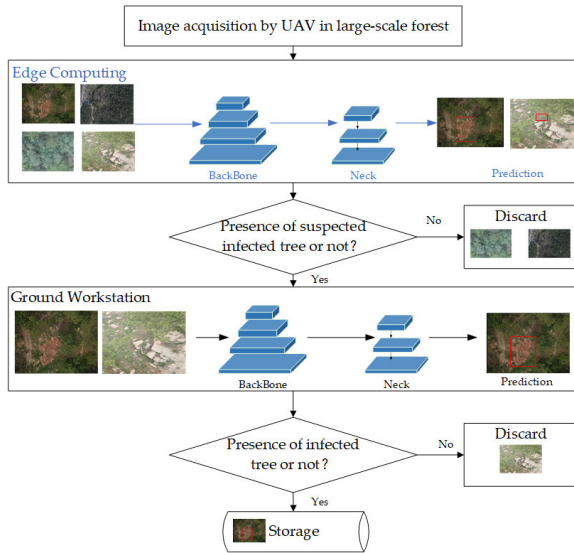 Image acquisition by UAV in large-scale forest
Edge Computing
BackBone
Neck
Prediction
Presence of suspected
infected tree or not?
No
Discard
Yes
Ground Workstation
BackBone
Neck
Prediction
Presence of infected
tree or not?
No
Discard
Yes
Storage